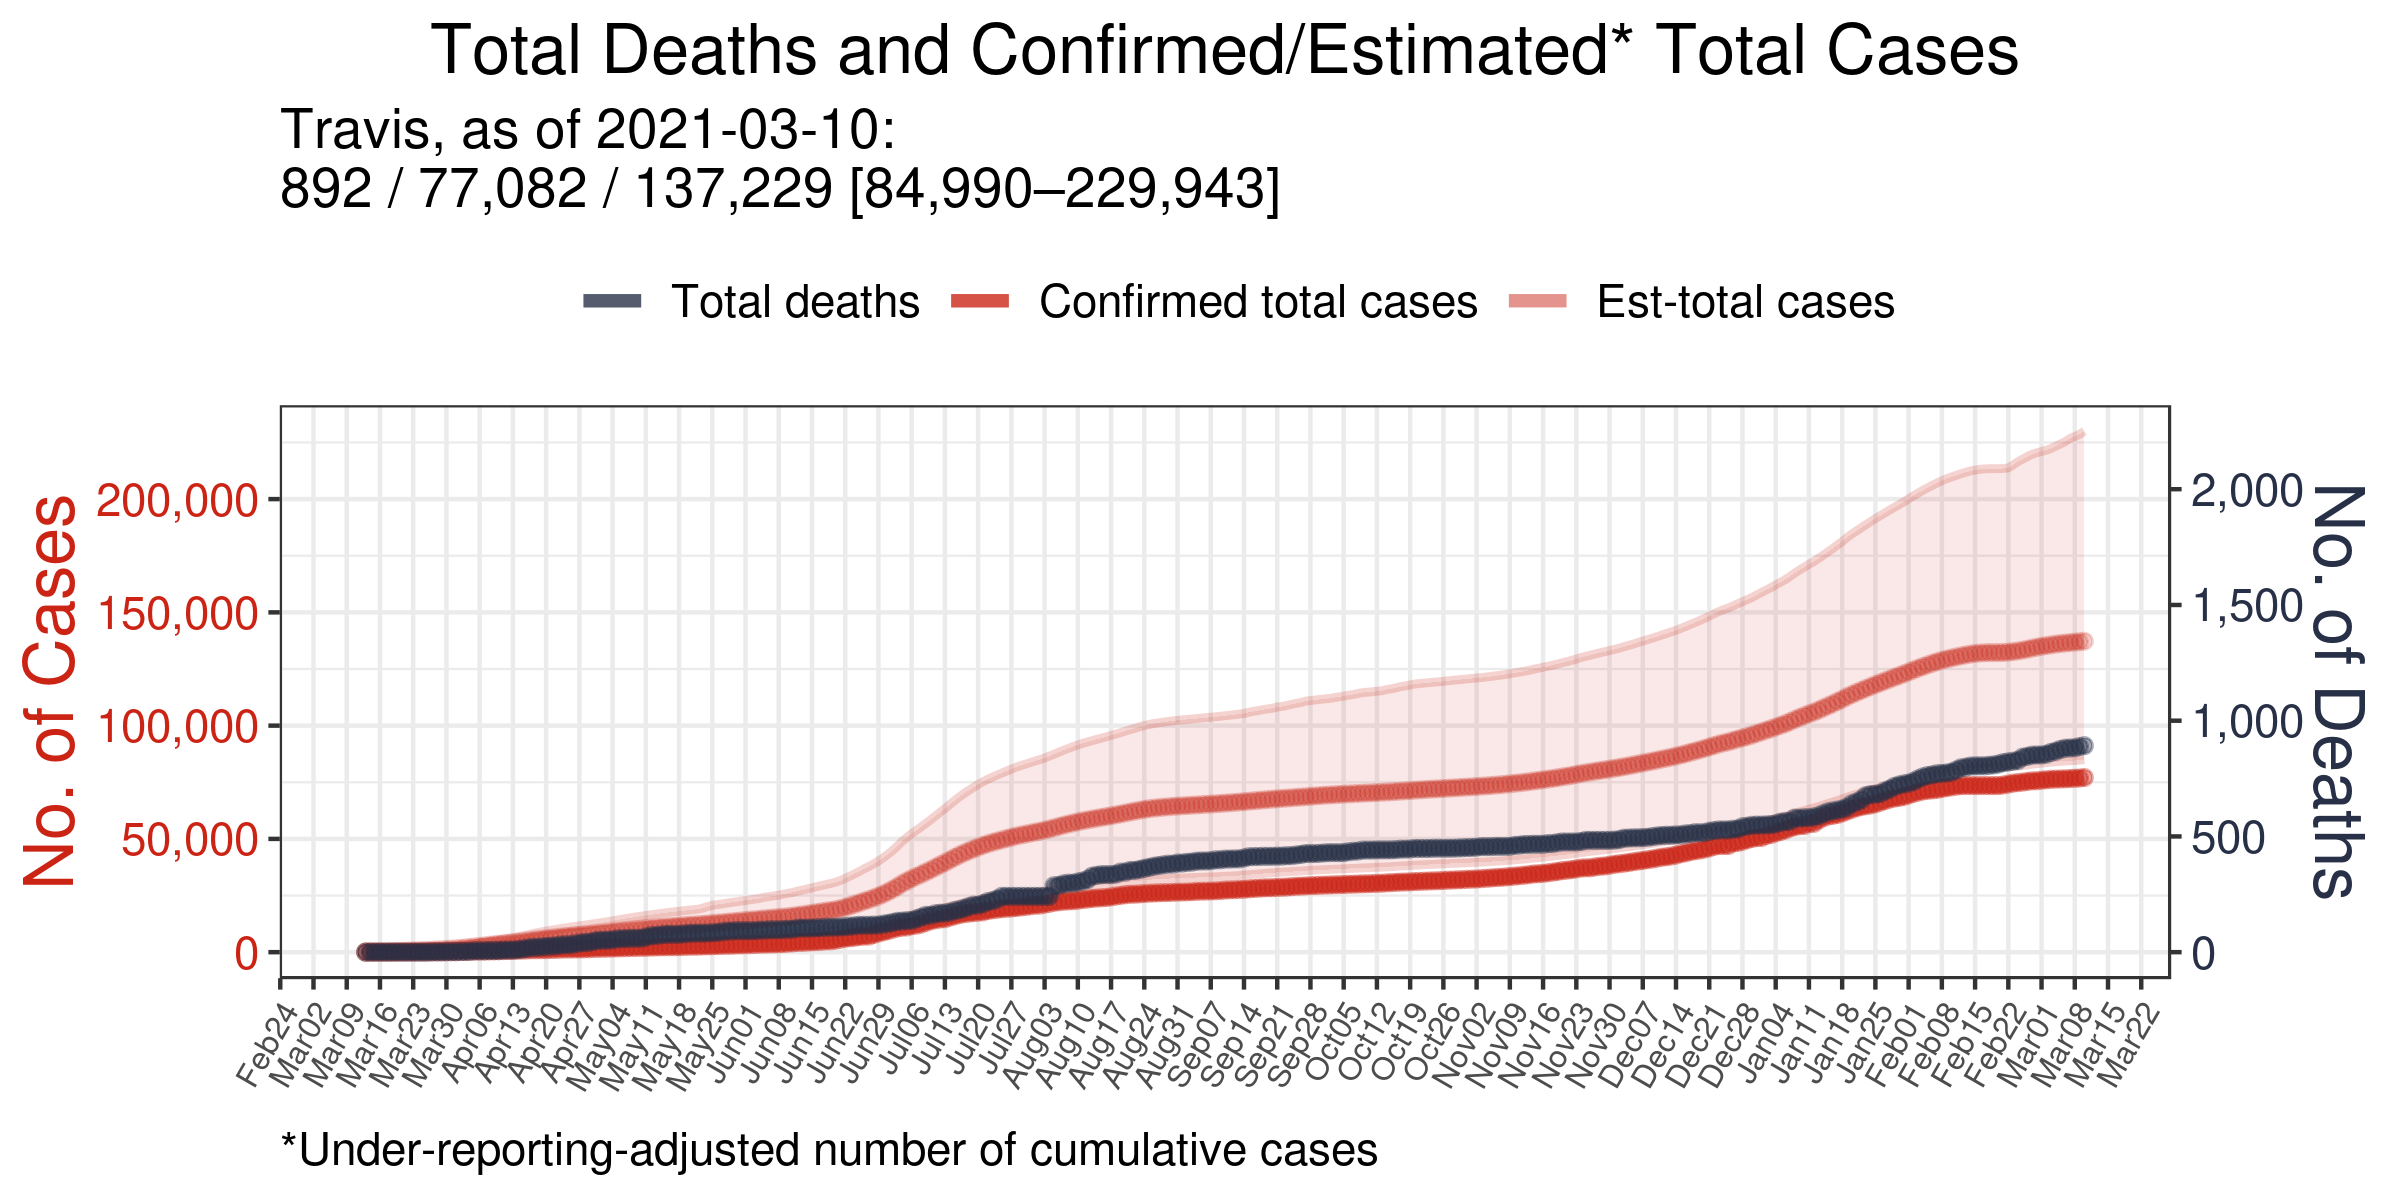 Total Deaths and Confirmed/Estimated* Total Cases
Travis, as of 2021-03-10:
892 / 77,082 / 137,229 [84,990–229,943]
Total deaths
Confirmed total cases
Est-total cases
No. of Cases
200,000
150,000
100,000
50,000
0
2,000
1,500
1,000
500
0
No. of Deaths
Feb24
Mar02
Mar09
Mar16
Mar23
Mar30
Apr06
Apr13
Apr20
Apr27
May04
May11
May18
May25
Jun01
Jun08
Jun15
Jun22
Jun29
Jul06
Jul13
Jul20
Jul27
Aug03
Aug10
Aug17
Aug24
Aug31
Sep07
Sep14
Sep21
Sep28
Oct05
Oct12
Oct19
Oct26
Nov02
Nov09
Nov16
Nov23
Nov30
Dec07
Dec14
Dec21
Dec28
Jan04
Jan11
Jan18
Jan25
Feb01
Feb08
Feb15
Feb22
Mar01
Mar08
Mar15
Mar22
*Under-reporting-adjusted number of cumulative cases